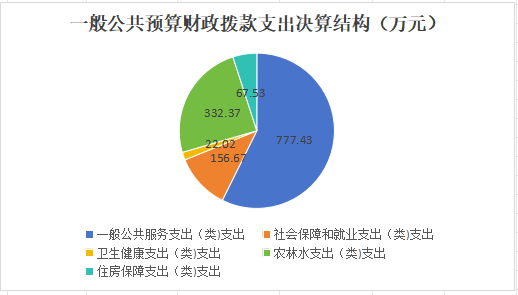 一般公共预算财政拨款支出决算结构（万元）
67.53
332.37
777.43
22.02
156.67
一般公共服务支出（类)支出 社会保障和就业支出（类)支出
卫生健康支出（类)支出 农林水支出（类)支出
住房保障支出（类)支出